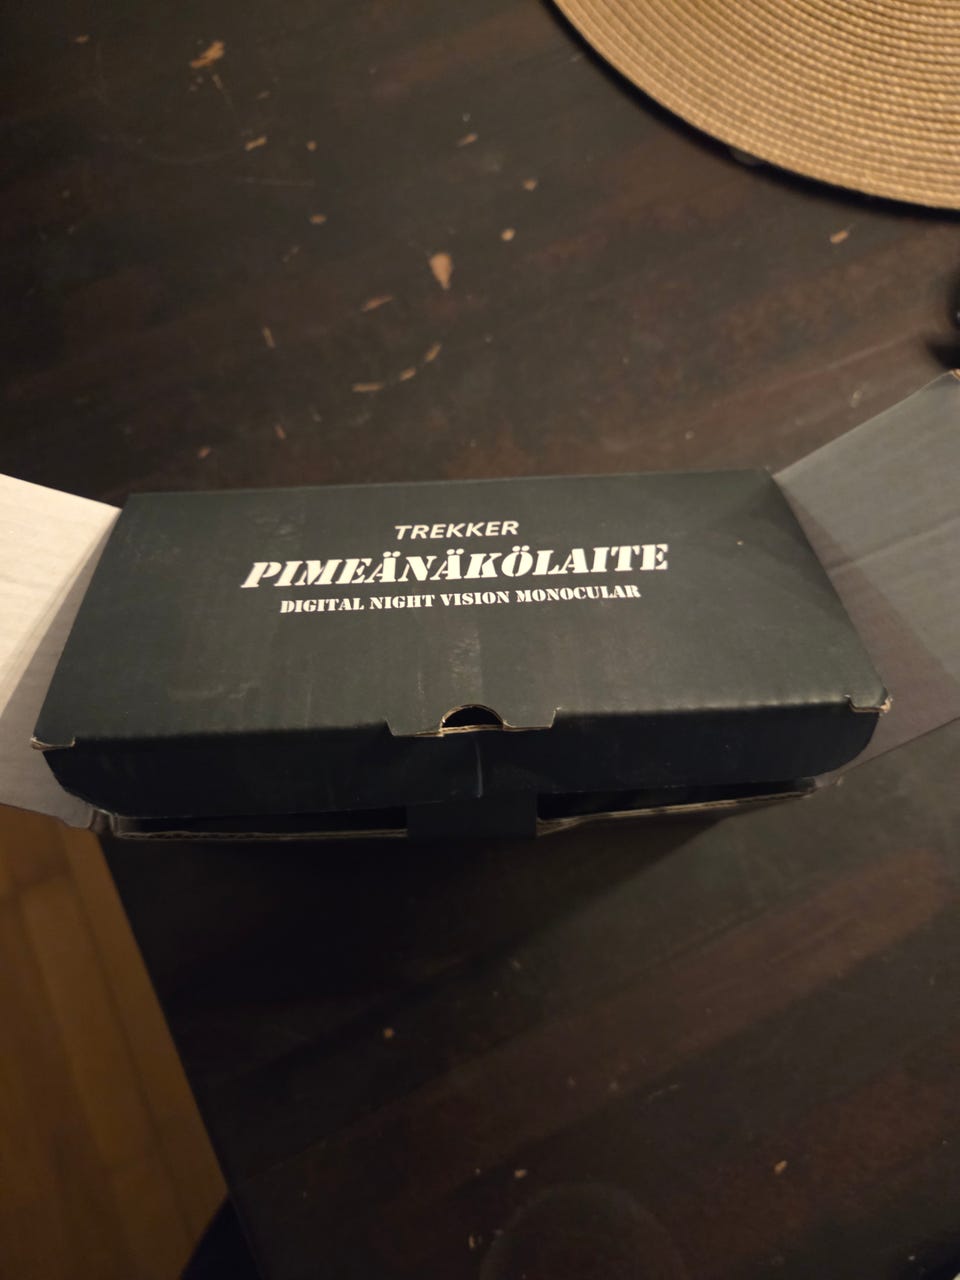 TREKKER
PIMEÄNÄKÖLAITE
DIGITAL NIGHT VISION MONOCULAR